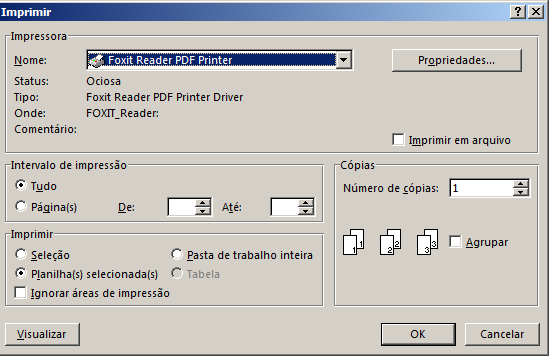 Imprimir
Impressora
Nome: Foxit Reader PDF Printer Propriedades...
Status: Ociosa
Tipo: Foxit Reader PDF Printer Driver
Onde: FOXIT_Reader:
Comentário:
Imprimir em arquivo
Intervalo de impressão
Tudo
Página(s) De: Até:
Cópias
Número de cópias: 1
1 1 2 2 3 3 Agrupar
Imprimir
Seleção Pasta de trabalho inteira
Planilha(s) selecionada(s) Tabela
Ignorar áreas de impressão
Visualizar OK Cancelar